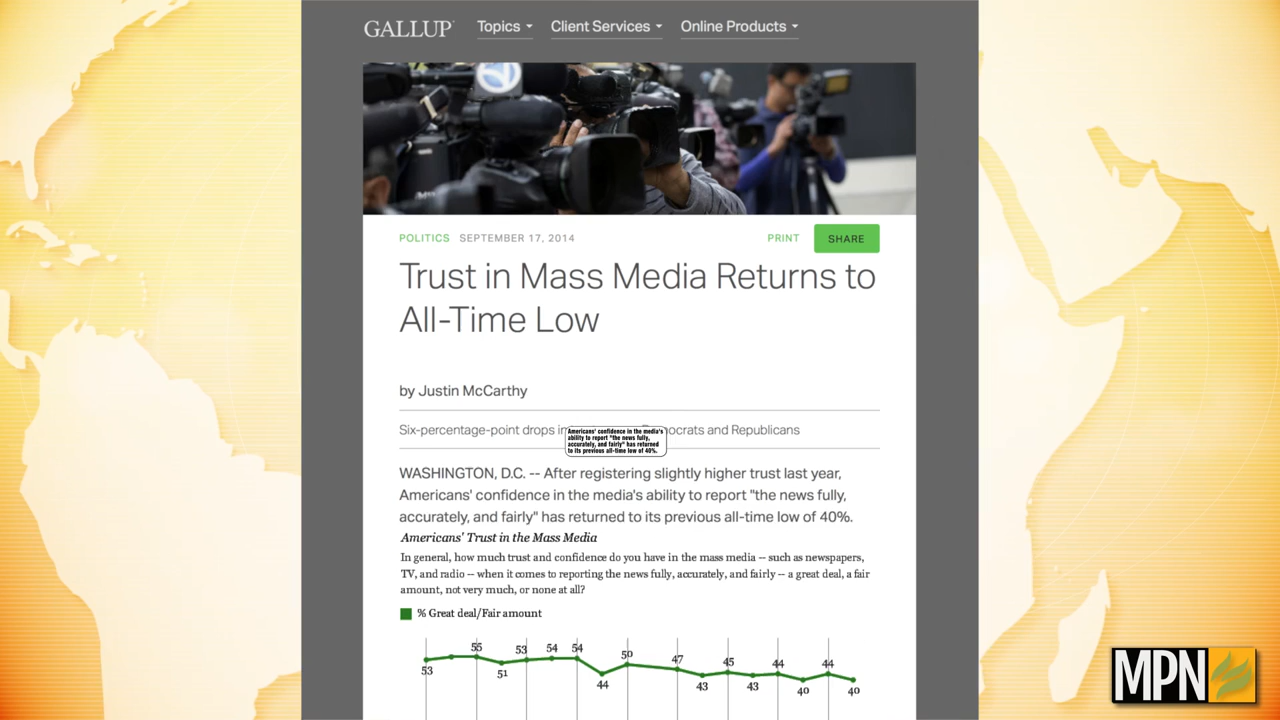 GALLUP
Topics
Client Services
Online Products
POLITICS SEPTEMBER 17, 2014
PRINT
SHARE
Trust in Mass Media Returns to
All-Time Low
by Justin McCarthy
Six-percentage-point drops
ocrats and Republicans
Americans' confidence in the media's
ability to report "the news fully,
accurately, and fairly" has returned
to its previous all-time low of 40%.
WASHINGTON, D.C. -- After registering slightly higher trust last year,
Americans' confidence in the media's ability to report "the news fully,
accurately, and fairly" has returned to its previous all-time low of 40%.
Americans' Trust in the Mass Media
In general, how much trust and confidence do you have in the mass media -- such as newspapers,
TV, and radio -- when it comes to reporting the news fully, accurately, and fairly -- a great deal, a fair
amount, not very much, or none at all?
% Great deal/Fair amount
53 55 51 53 54 54 44 50 47 43 45 43 44 40 44 40
MPN